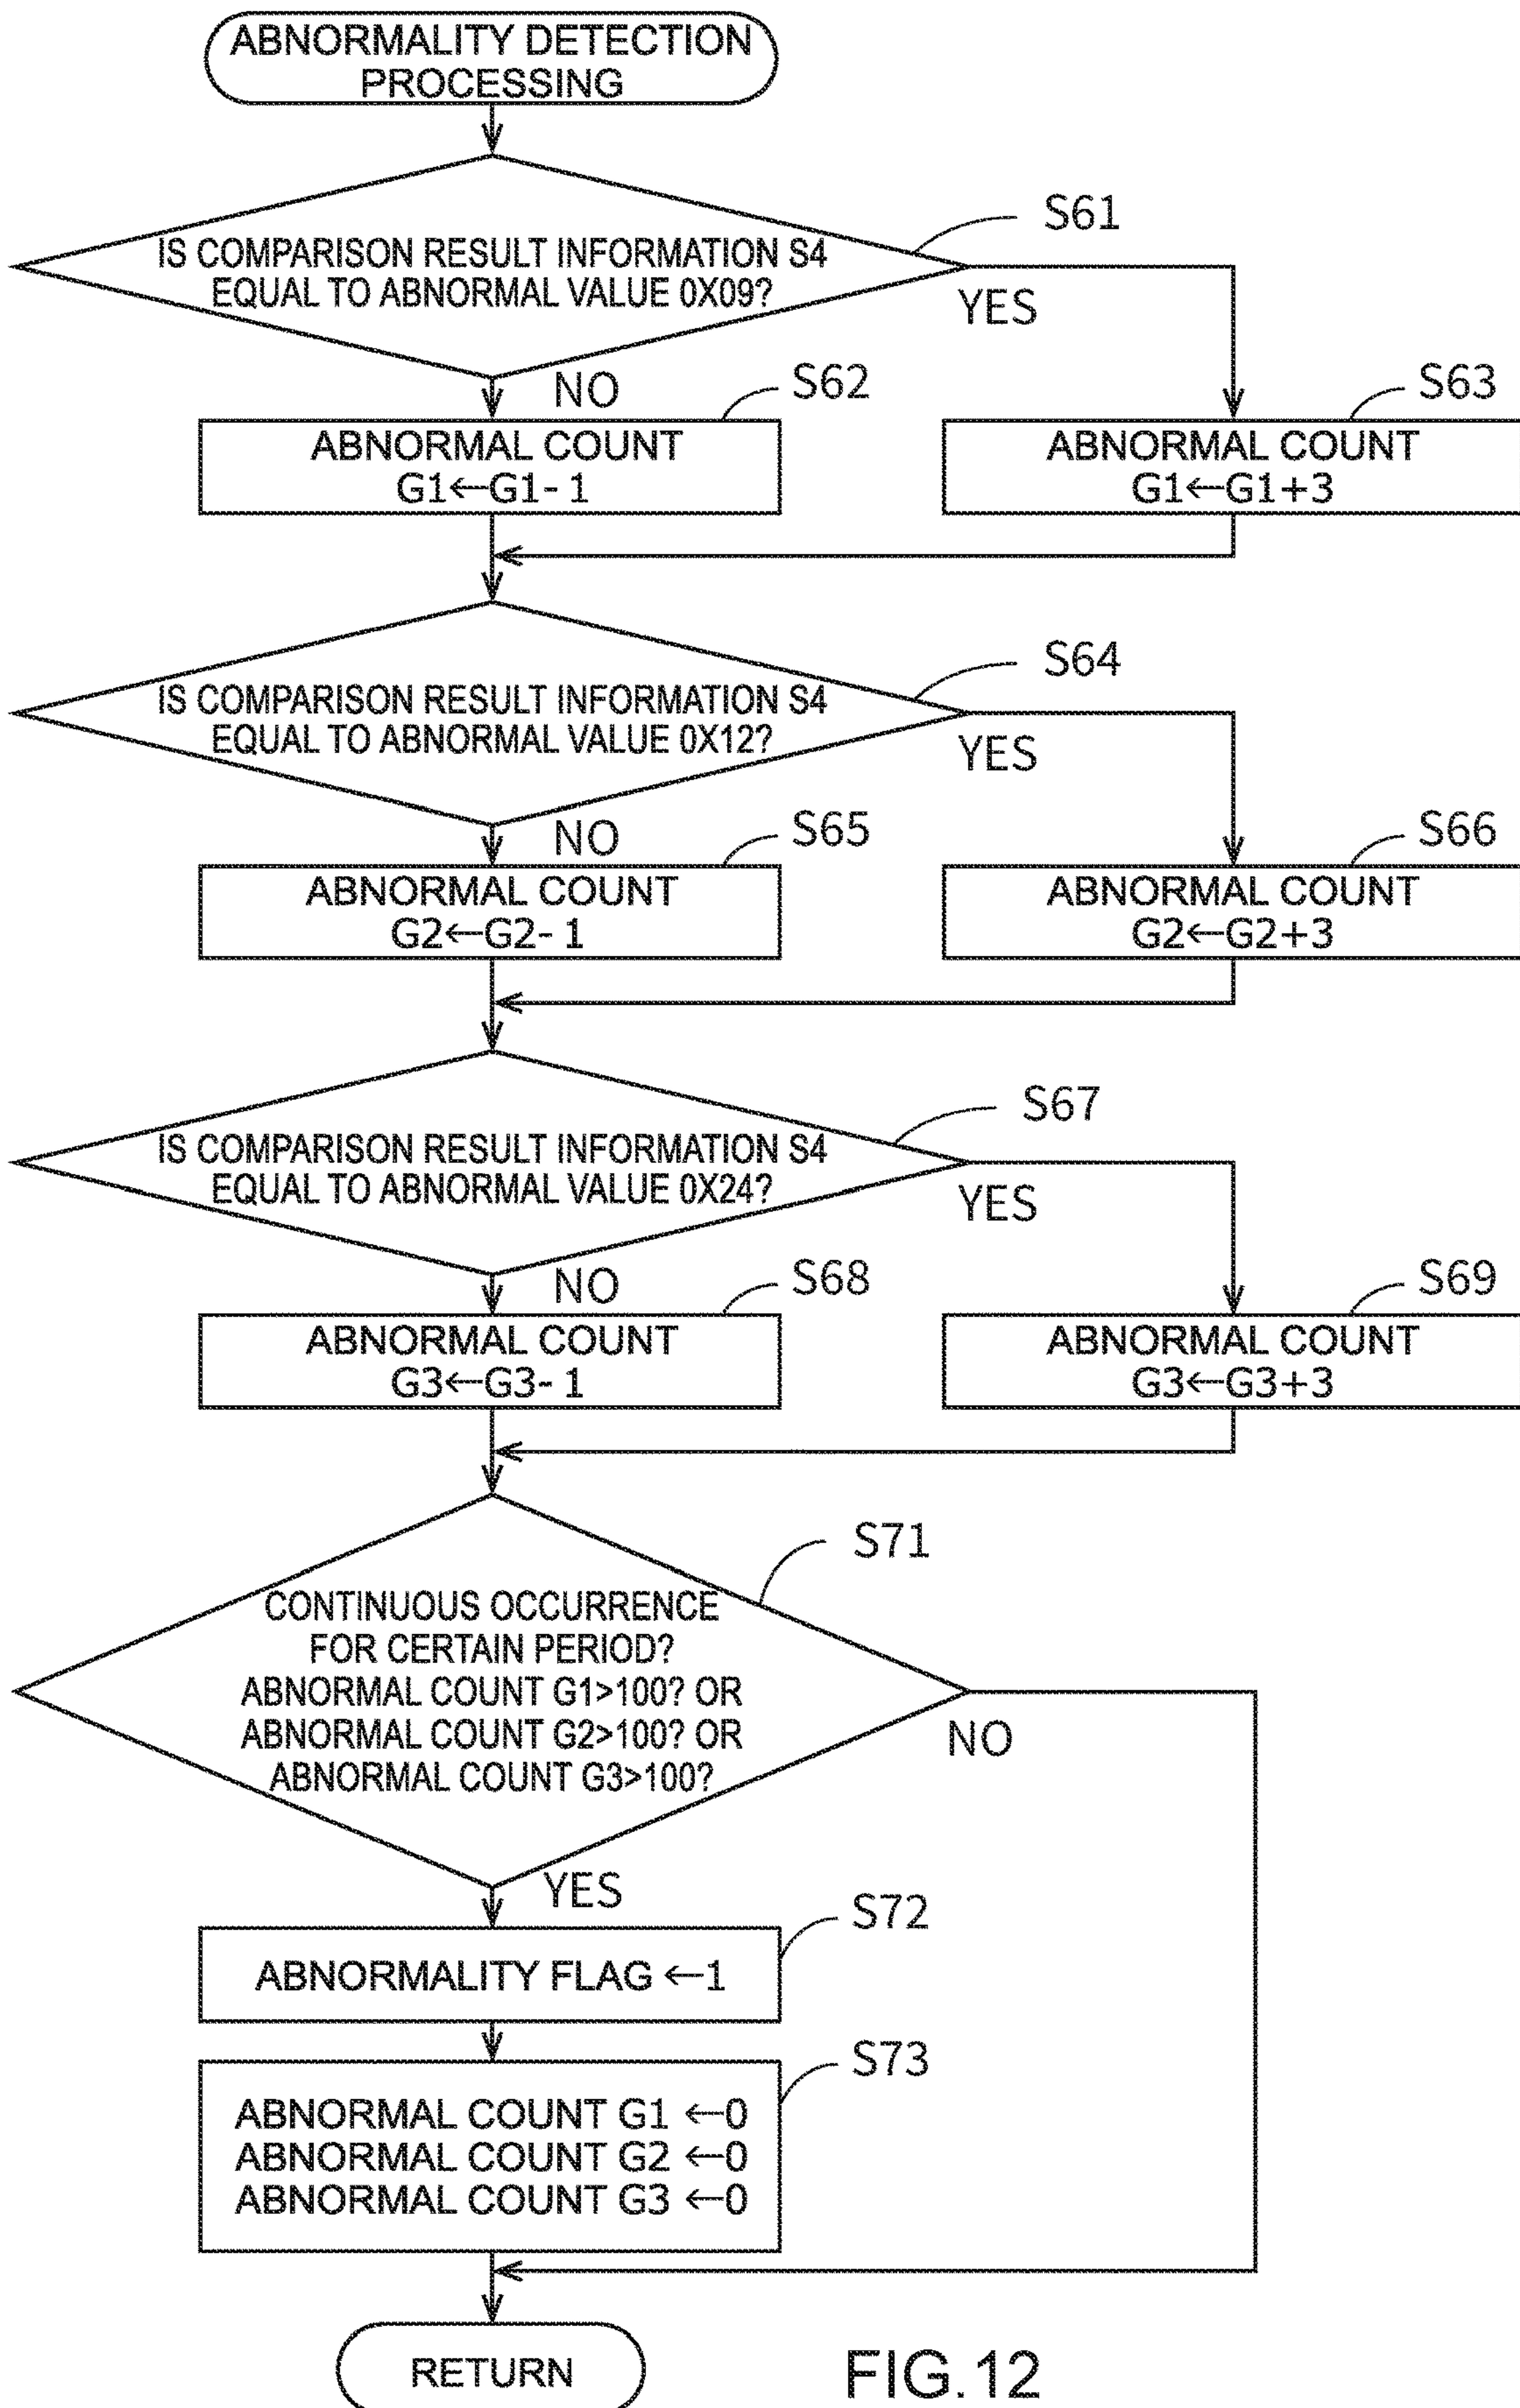 ABNORMALITY DETECTION
PROCESSING
S61
IS COMPARISON RESULT INFORMATION S4
EQUAL TO ABNORMAL VALUE 0X09?
YES
NO
S62
S63
ABNORMAL COUNT
G1←G1- 1
ABNORMAL COUNT
G1←G1+3
S64
IS COMPARISON RESULT INFORMATION S4
EQUAL TO ABNORMAL VALUE 0X12?
YES
NO
S65
S66
ABNORMAL COUNT
G2←G2- 1
ABNORMAL COUNT
G2←G2+3
S67
IS COMPARISON RESULT INFORMATION S4
EQUAL TO ABNORMAL VALUE 0X24?
YES
NO
S68
S69
ABNORMAL COUNT
G3←G3- 1
ABNORMAL COUNT
G3←G3+3
S71
CONTINUOUS OCCURRENCE
FOR CERTAIN PERIOD?
ABNORMAL COUNT G1>100? OR
ABNORMAL COUNT G2>100? OR
ABNORMAL COUNT G3>100?
NO
YES
S72
ABNORMALITY FLAG ←1
S73
ABNORMAL COUNT G1 ←0
ABNORMAL COUNT G2 ←0
ABNORMAL COUNT G3 ←0
RETURN
FIG.12